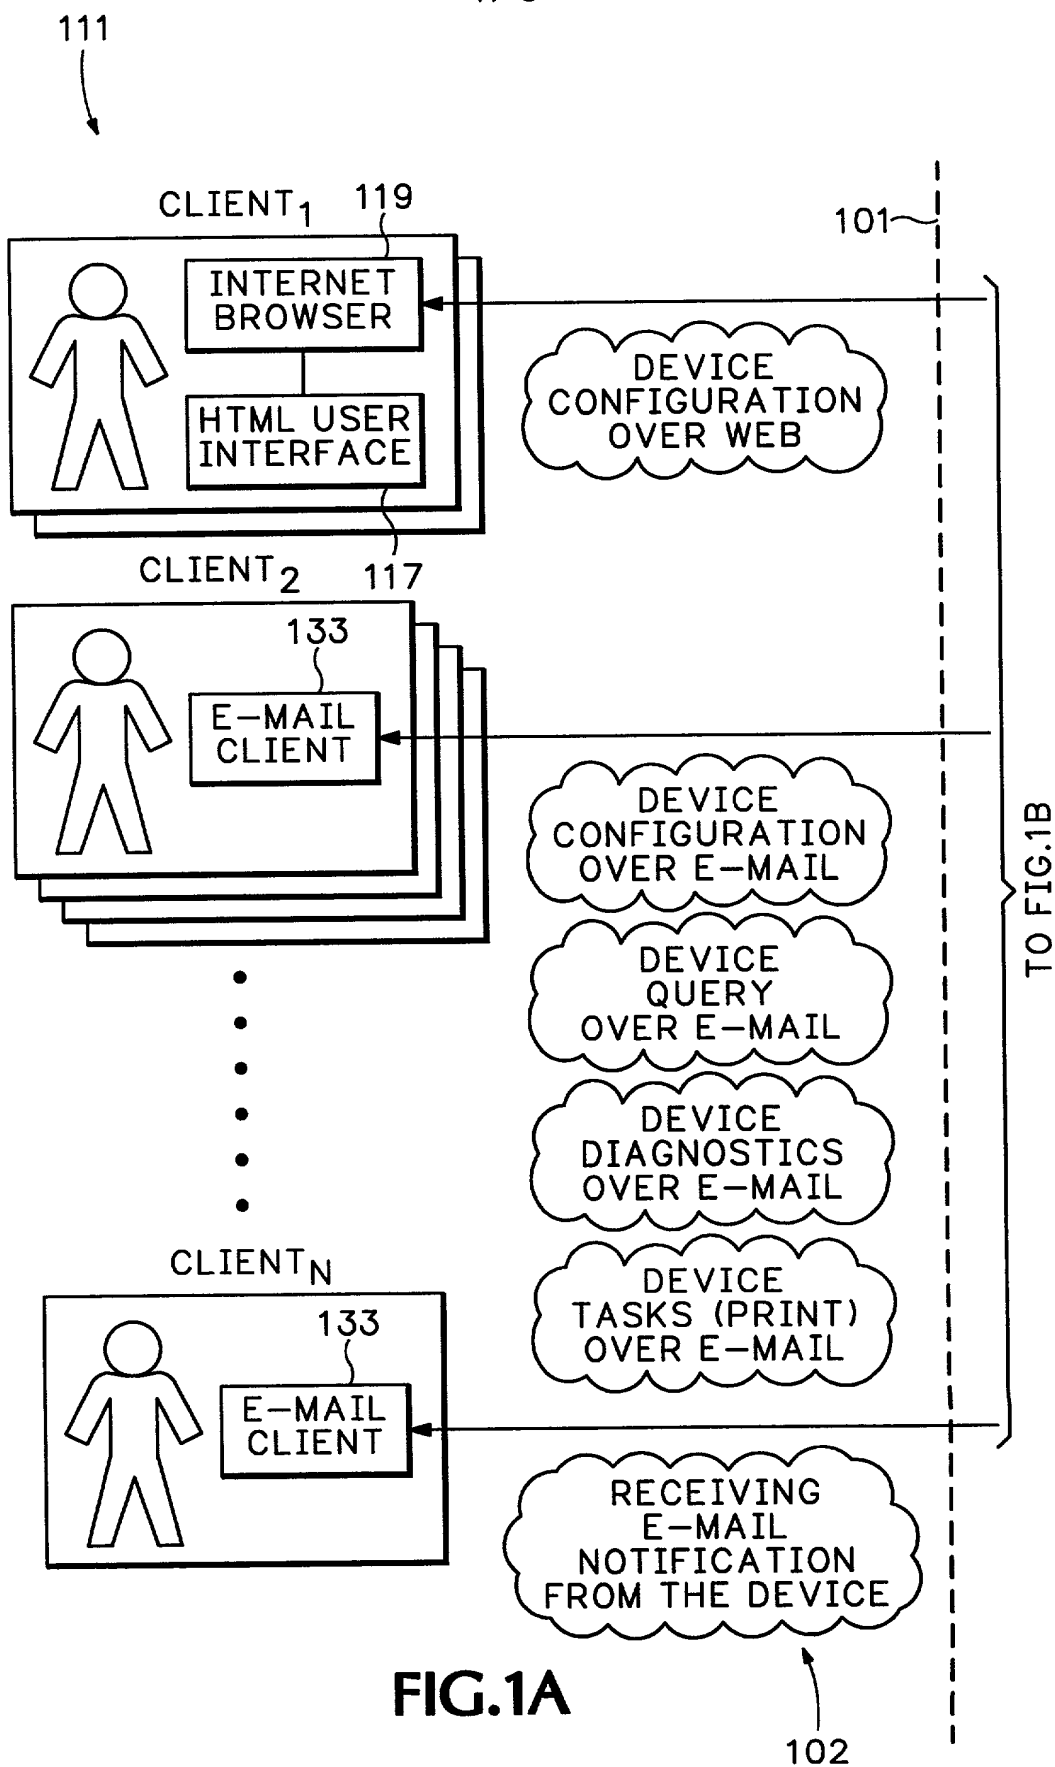 111
CLIENT1
119
101
INTERNET
BROWSER
HTML USER
INTERFACE
117
DEVICE
CONFIGURATION
OVER WEB
CLIENT2
133
E-MAIL
CLIENT
DEVICE
CONFIGURATION
OVER E-MAIL
DEVICE
QUERY
OVER E-MAIL
DEVICE
DIAGNOSTICS
OVER E-MAIL
DEVICE
TASKS (PRINT)
OVER E-MAIL
TO FIG.1B
CLIENTN
133
E-MAIL
CLIENT
RECEIVING
E-MAIL
NOTIFICATION
FROM THE DEVICE
102
FIG.1A